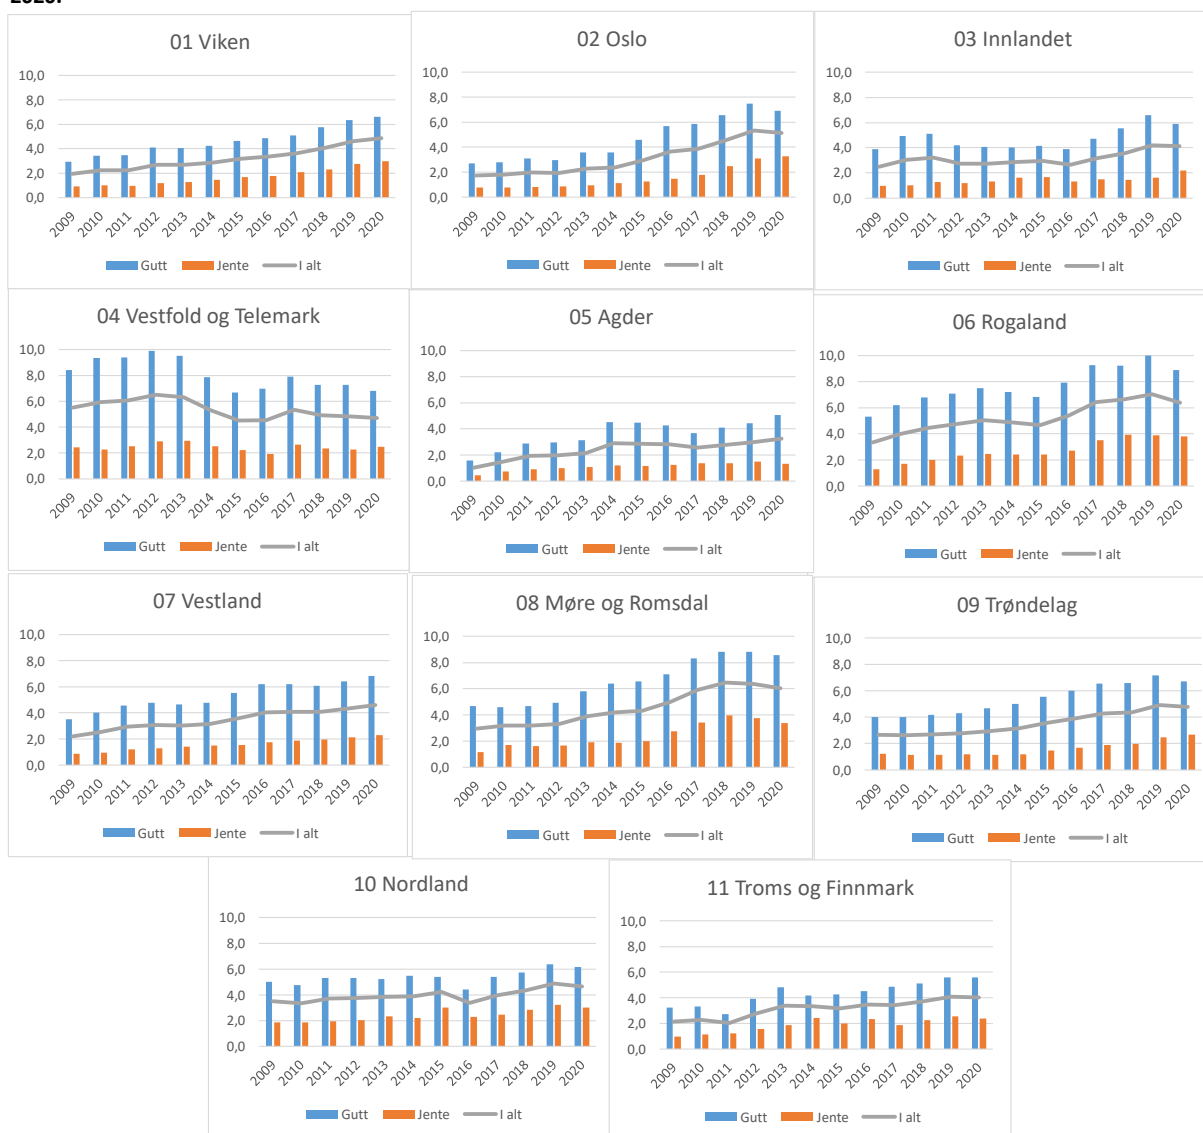 2020.
01 Viken
10,0
8,0
6,0
4,0
2,0
0,0
2009 2010 2011 2012 2013 2014 2015 2016 2017 2018 2019 2020
Gutt Jente I alt
02 Oslo
10,0
8,0
6,0
4,0
2,0
0,0
2009 2010 2011 2012 2013 2014 2015 2016 2017 2018 2019 2020
Gutt Jente I alt
03 Innlandet
10,0
8,0
6,0
4,0
2,0
0,0
2009 2010 2011 2012 2013 2014 2015 2016 2017 2018 2019 2020
Gutt Jente I alt
04 Vestfold og Telemark
10,0
8,0
6,0
4,0
2,0
0,0
2009 2010 2011 2012 2013 2014 2015 2016 2017 2018 2019 2020
Gutt Jente I alt
05 Agder
10,0
8,0
6,0
4,0
2,0
0,0
2009 2010 2011 2012 2013 2014 2015 2016 2017 2018 2019 2020
Gutt Jente I alt
06 Rogaland
10,0
8,0
6,0
4,0
2,0
0,0
2009 2010 2011 2012 2013 2014 2015 2016 2017 2018 2019 2020
Gutt Jente I alt
07 Vestland
10,0
8,0
6,0
4,0
2,0
0,0
2009 2010 2011 2012 2013 2014 2015 2016 2017 2018 2019 2020
Gutt Jente I alt
08 Møre og Romsdal
10,0
8,0
6,0
4,0
2,0
0,0
2009 2010 2011 2012 2013 2014 2015 2016 2017 2018 2019 2020
Gutt Jente I alt
09 Trøndelag
10,0
8,0
6,0
4,0
2,0
0,0
2009 2010 2011 2012 2013 2014 2015 2016 2017 2018 2019 2020
Gutt Jente I alt
10 Nordland
10,0
8,0
6,0
4,0
2,0
0,0
2009 2010 2011 2012 2013 2014 2015 2016 2017 2018 2019 2020
Gutt Jente I alt
11 Troms og Finnmark
10,0
8,0
6,0
4,0
2,0
0,0
2009 2010 2011 2012 2013 2014 2015 2016 2017 2018 2019 2020
Gutt Jente I alt